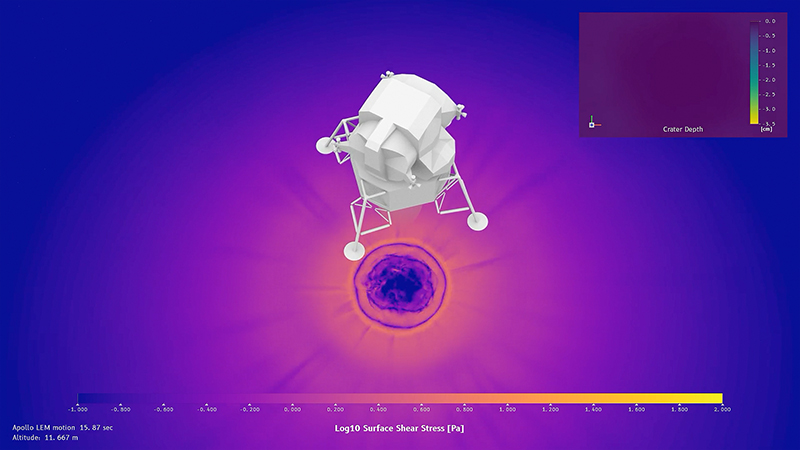 0.0
-0.5
-1.0
-1.5
-2.0
-2.5
-3.0
-3.5
Crater Depth [cm]
-1.000 -0.800 -0.600 -0.400 -0.200 0.000 0.200 0.400 0.600 0.800 1.000 1.200 1.400 1.600 1.800 2.000
Apollo LEM motion 15.87 sec
Log10 Surface Shear Stress [Pa]
Altitude: 11.667 m